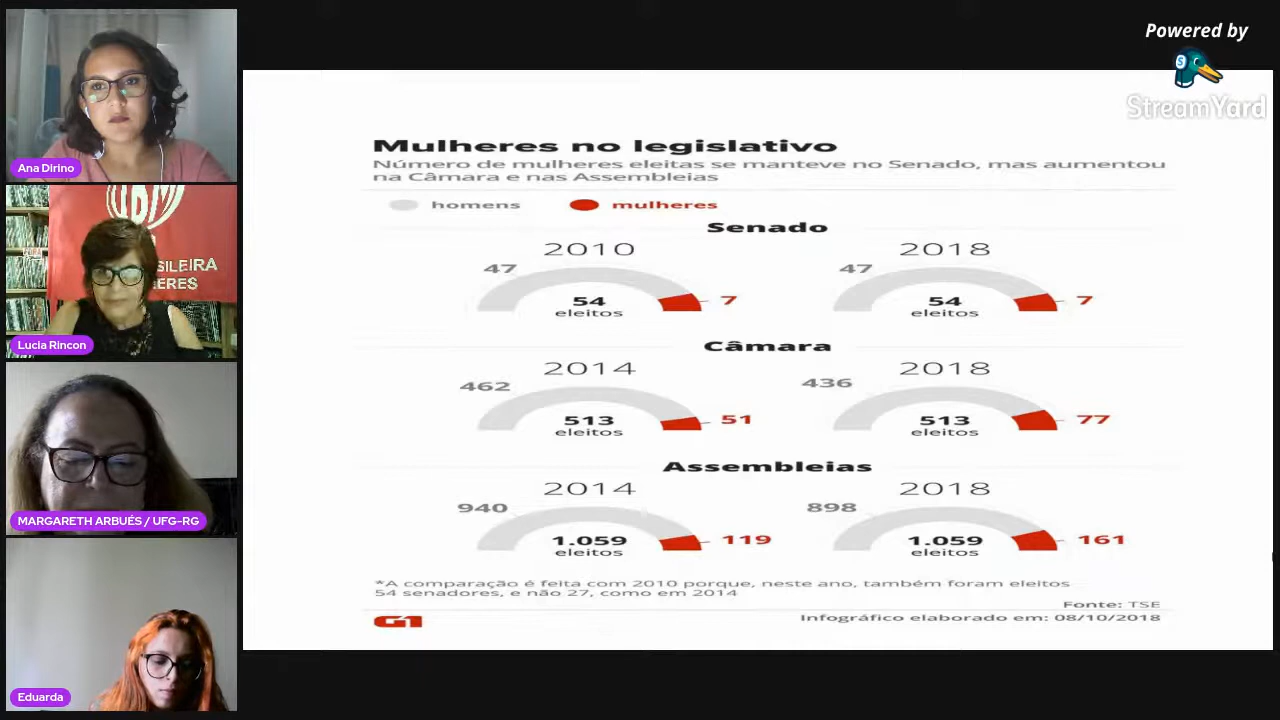 Powered by
StreamYard
Mulheres no legislativo
Número de mulheres eleitas se manteve no Senado, mas aumentou
na Câmara e nas Assembleias
homens mulheres
Senado
2010 2018
47 54 eleitos 7
47 54 eleitos 7
Câmara
2014 2018
462 513 eleitos 51
436 513 eleitos 77
Assembleias
2014 2018
940 1.059 eleitos 119
898 1.059 eleitos 161
*A comparação é feita com 2010 porque, neste ano, também foram eleitos
54 senadores, e não 27, como em 2014
Fonte: TSE
G1
Infográfico elaborado em: 08/10/2018
Ana Dirino
SILEIRA
ERES
Lucia Rincon
MARGARETH ARBUÉS / UFG-RG
Eduarda